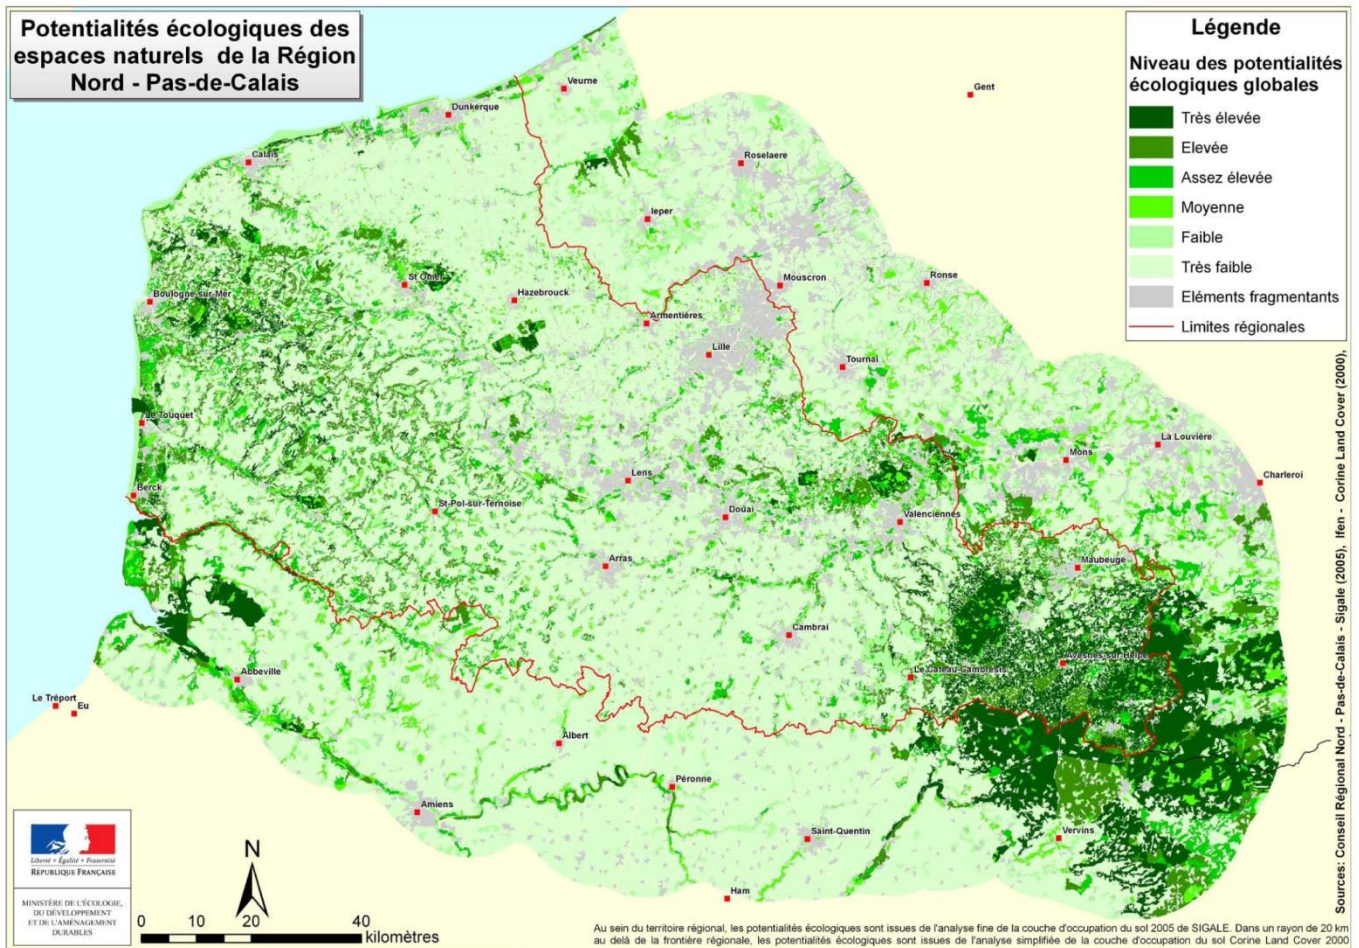 Potentialités écologiques des
espaces naturels de la Région
Nord - Pas-de-Calais
Légende
Niveau des potentialités
écologiques globales
Très élevée
Elevée
Assez élevée
Moyenne
Faible
Très faible
Eléments fragmentants
Limites régionales
Veurne
Gent
Dunkerque
Calais
Roselaere
Ieper
St Omer
Mouscron
Ronse
Boulogne-sur-Mer
Hazebrouck
Armentières
Lille
Tournai
Le Touquet
La Louvière
Mons
Lens
Charleroi
Berck
St-Pol-sur-Ternoise
Douai
Valenciennes
Arras
Maubeuge
Cambrai
Avesnes-sur-Helpe
Le Cateau-Cambrésis
Abbeville
Le Tréport
Eu
Albert
Péronne
Amiens
Saint-Quentin
Vervins
Ham
Liberté • Égalité • Fraternité
RÉPUBLIQUE FRANÇAISE
MINISTÈRE DE L'ÉCOLOGIE,
DU DÉVELOPPEMENT
ET DE L'AMÉNAGEMENT
DURABLES
N
0 10 20 40
kilomètres
Sources: Conseil Régional Nord - Pas-de-Calais - Sigale (2005), Ifen - Corine Land Cover (2000),
Au sein du territoire régional, les potentialités écologiques sont issues de l'analyse fine de la couche d'occupation du sol 2005 de SIGALE. Dans un rayon de 20 km
au delà de la frontière régionale, les potentialités écologiques sont issues de l'analyse simplifiée de la couche d'occupation du sol Corine Land Cover 2000